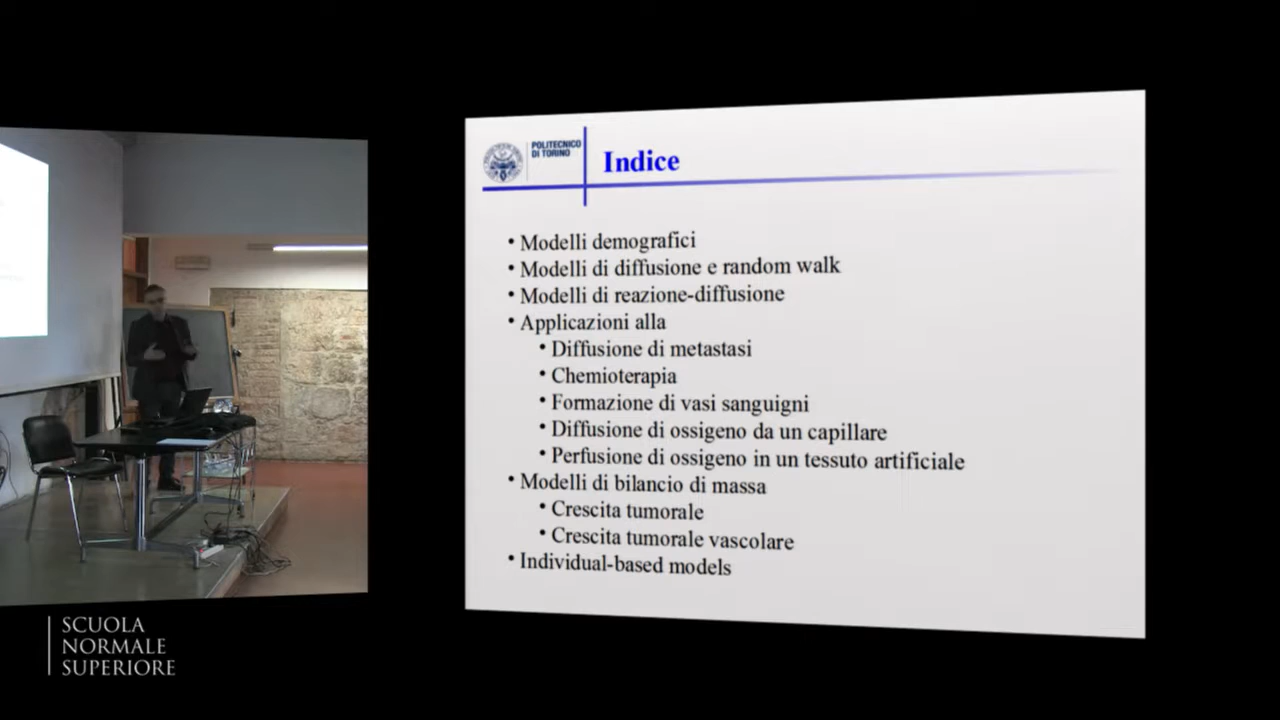 POLITECNICO
DI TORINO
Indice
• Modelli demografici
• Modelli di diffusione e random walk
• Modelli di reazione-diffusione
• Applicazioni alla
• Diffusione di metastasi
• Chemioterapia
• Formazione di vasi sanguigni
• Diffusione di ossigeno da un capillare
• Perfusione di ossigeno in un tessuto artificiale
• Modelli di bilancio di massa
• Crescita tumorale
• Crescita tumorale vascolare
• Individual-based models
SCUOLA
NORMALE
SUPERIORE